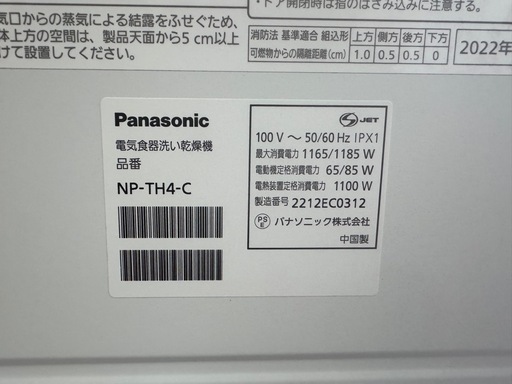 気口からの蒸気による結露をふせぐため、
体上方の空間は、製品天面から5 cm以上
けて設置してください。
・ドア開閉時は指のはさみ込みに注意する。
消防法 基準適合 組込形 上方 側方 後方 下方
可燃物からの離隔距離(cm) 1.0 0.5 0.5 0
2022年
Panasonic
電気食器洗い乾燥機
品番
NP-TH4-C
S JET
100 V ～ 50/60 Hz IPX1
最大消費電力 1165/1185 W
電動機定格消費電力 65/85 W
電熱装置定格消費電力 1100 W
製造番号 2212EC0312
PS E パナソニック株式会社
中国製